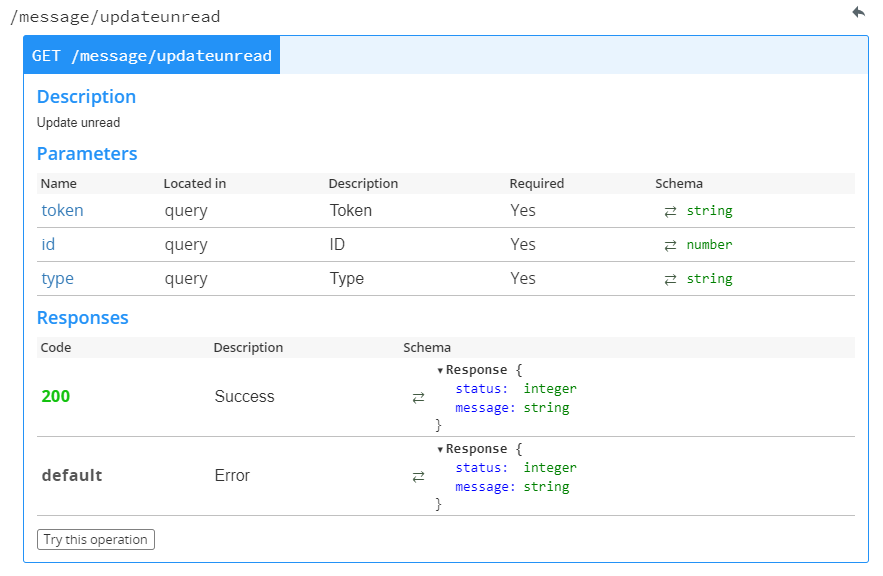 /message/updateunread
GET /message/updateunread
Description
Update unread
Parameters
Name Located in Description Required Schema
token query Token Yes ⇄ string
id query ID Yes ⇄ number
type query Type Yes ⇄ string
Responses
Code Description Schema
▾Response {
status: integer
200 Success ⇄
message: string
}
▾Response {
status: integer
default Error ⇄
message: string
}
Try this operation